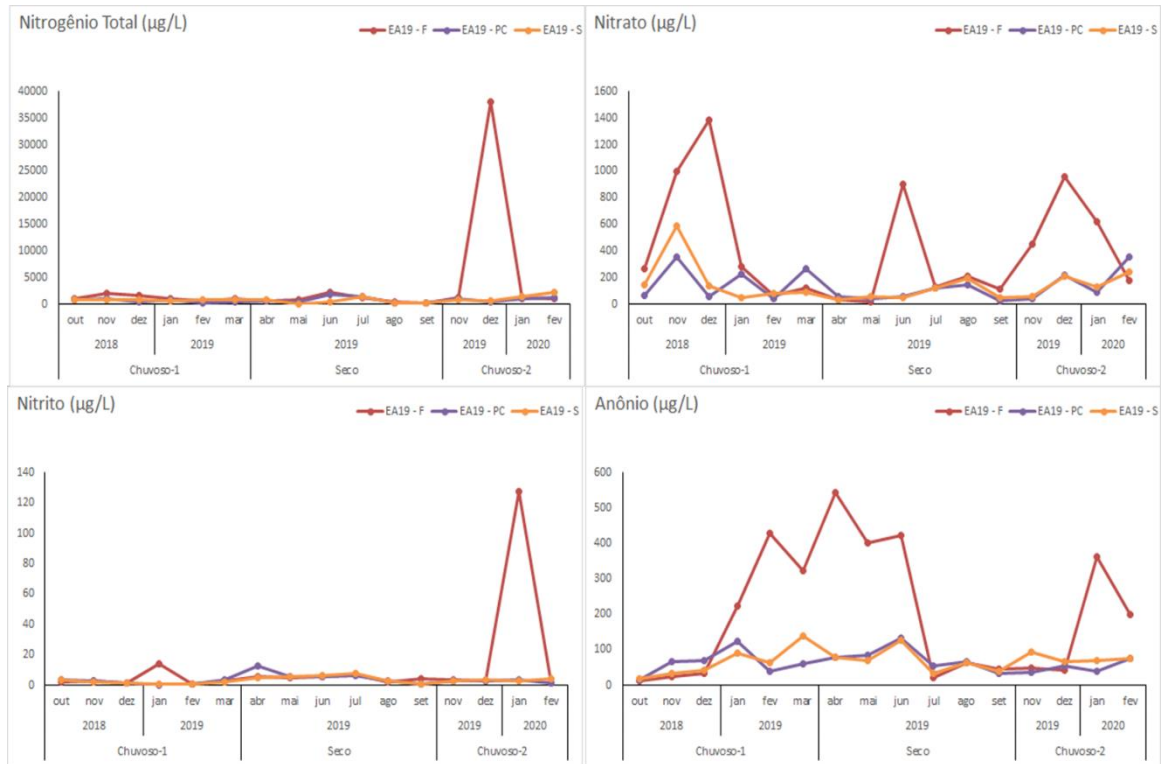 Nitrogênio Total (µg/L)
EA19 - F EA19 - PC EA19 - S
40000
35000
30000
25000
20000
15000
10000
5000
0
out nov dez jan fev mar abr mai jun jul ago set nov dez jan fev
2018 2019 2019 2019 2020
Chuvoso-1 Seco Chuvoso-2
Nitrato (µg/L)
EA19 - F EA19 - PC EA19 - S
1600
1400
1200
1000
800
600
400
200
0
out nov dez jan fev mar abr mai jun jul ago set nov dez jan fev
2018 2019 2019 2019 2020
Chuvoso-1 Seco Chuvoso-2
Nitrito (µg/L)
EA19 - F EA19 - PC EA19 - S
140
120
100
80
60
40
20
0
out nov dez jan fev mar abr mai jun jul ago set nov dez jan fev
2018 2019 2019 2019 2020
Chuvoso-1 Seco Chuvoso-2
Anônio (µg/L)
EA19 - F EA19 - PC EA19 - S
600
500
400
300
200
100
0
out nov dez jan fev mar abr mai jun jul ago set nov dez jan fev
2018 2019 2019 2019 2020
Chuvoso-1 Seco Chuvoso-2